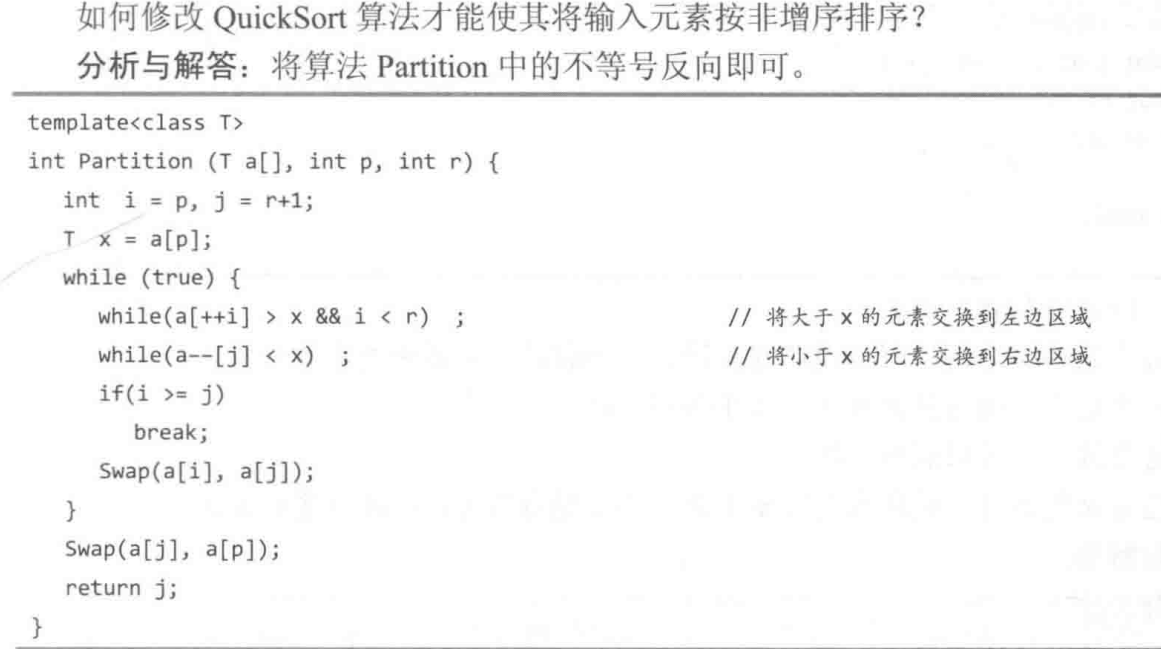 如何修改 QuickSort 算法才能使其将输入元素按非增序排序？
分析与解答：将算法 Partition 中的不等号反向即可。
template<class T>
int Partition (T a[], int p, int r) {
int i = p, j = r+1;
T x = a[p];
while (true) {
while(a[++i] > x && i < r) ; // 将大于 x 的元素交换到左边区域
while(a--[j] < x) ; // 将小于 x 的元素交换到右边区域
if(i >= j)
break;
Swap(a[i], a[j]);
}
Swap(a[j], a[p]);
return j;
}